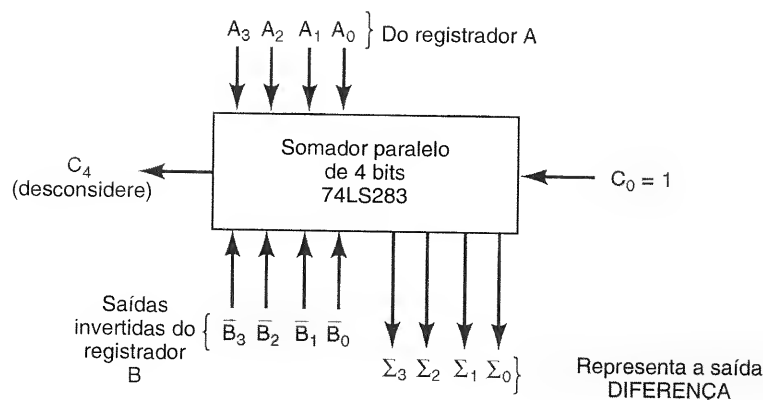 A₃ A₂ A₁ A₀ } Do registrador A
Somador paralelo
de 4 bits
74LS283
C₄
(desconsidere)
C₀ = 1
Saídas
invertidas do
registrador
B
{ B̅₃ B̅₂ B̅₁ B̅₀
Σ₃ Σ₂ Σ₁ Σ₀ }
Representa a saída
DIFERENÇA